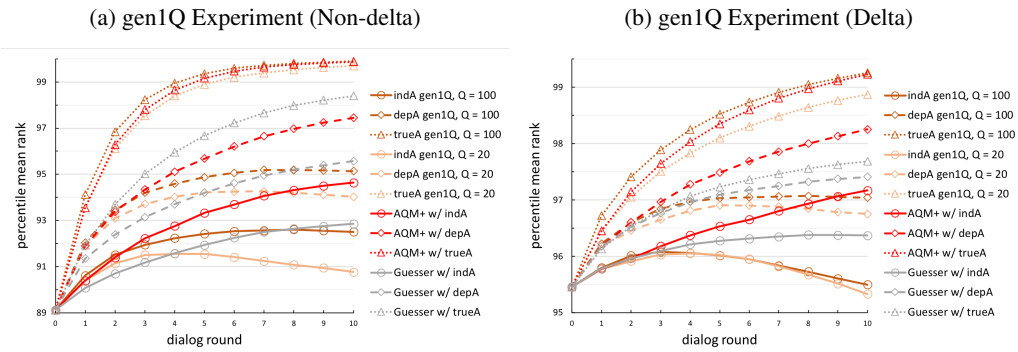 (a) gen1Q Experiment (Non-delta)
99
97
95
93
91
89
0 1 2 3 4 5 6 7 8 9 10
percentile mean rank
dialog round
indA gen1Q, Q = 100
depA gen1Q, Q = 100
trueA gen1Q, Q = 100
indA gen1Q, Q = 20
depA gen1Q, Q = 20
trueA gen1Q, Q = 20
AQM+ w/ indA
AQM+ w/ depA
AQM+ w/ trueA
Guesser w/ indA
Guesser w/ depA
Guesser w/ trueA
(b) gen1Q Experiment (Delta)
99
98
97
96
95
0 1 2 3 4 5 6 7 8 9 10
percentile mean rank
dialog round
indA gen1Q, Q = 100
depA gen1Q, Q = 100
trueA gen1Q, Q = 100
indA gen1Q, Q = 20
depA gen1Q, Q = 20
trueA gen1Q, Q = 20
AQM+ w/ indA
AQM+ w/ depA
AQM+ w/ trueA
Guesser w/ indA
Guesser w/ depA
Guesser w/ trueA